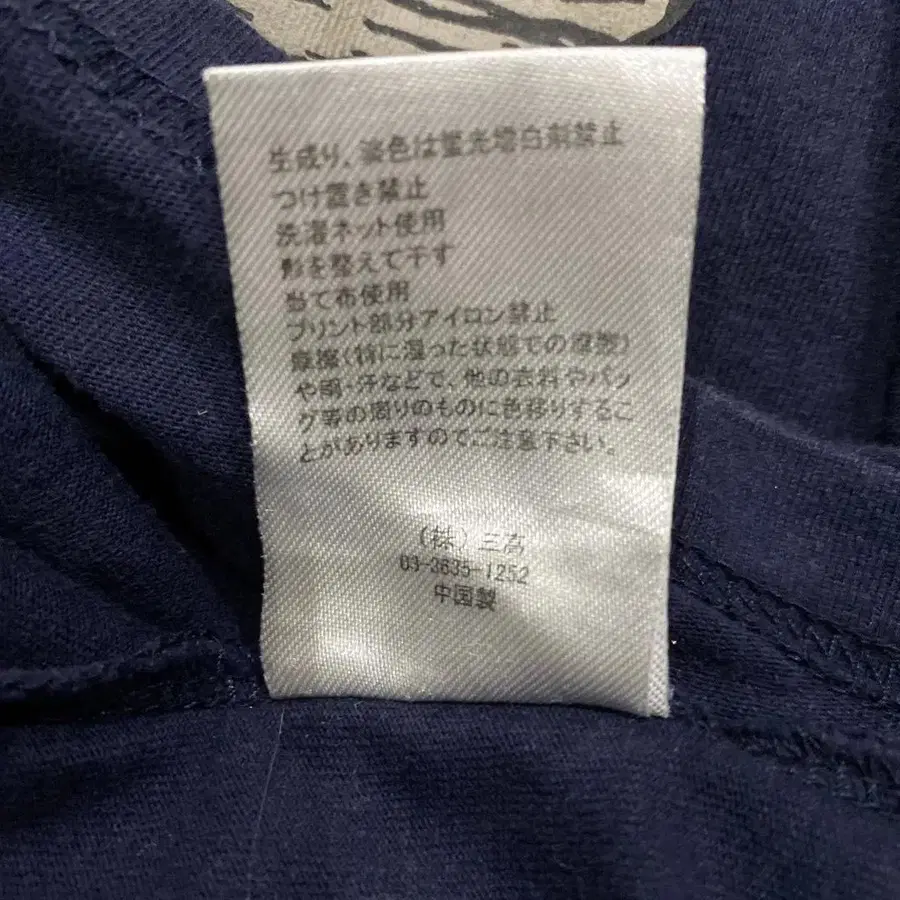 生成り、淡色は蛍光増白剤禁止
つけ置き禁止
洗濯ネット使用
形を整えて干す
当て布使用
プリント部分アイロン禁止
摩擦(特に湿った状態での摩擦)
や雨・汗などで、他の衣料やバッ
グ等の周りのものに色移りするこ
とがありますのでご注意下さい。
(株)三高
03-3635-1252
中国製